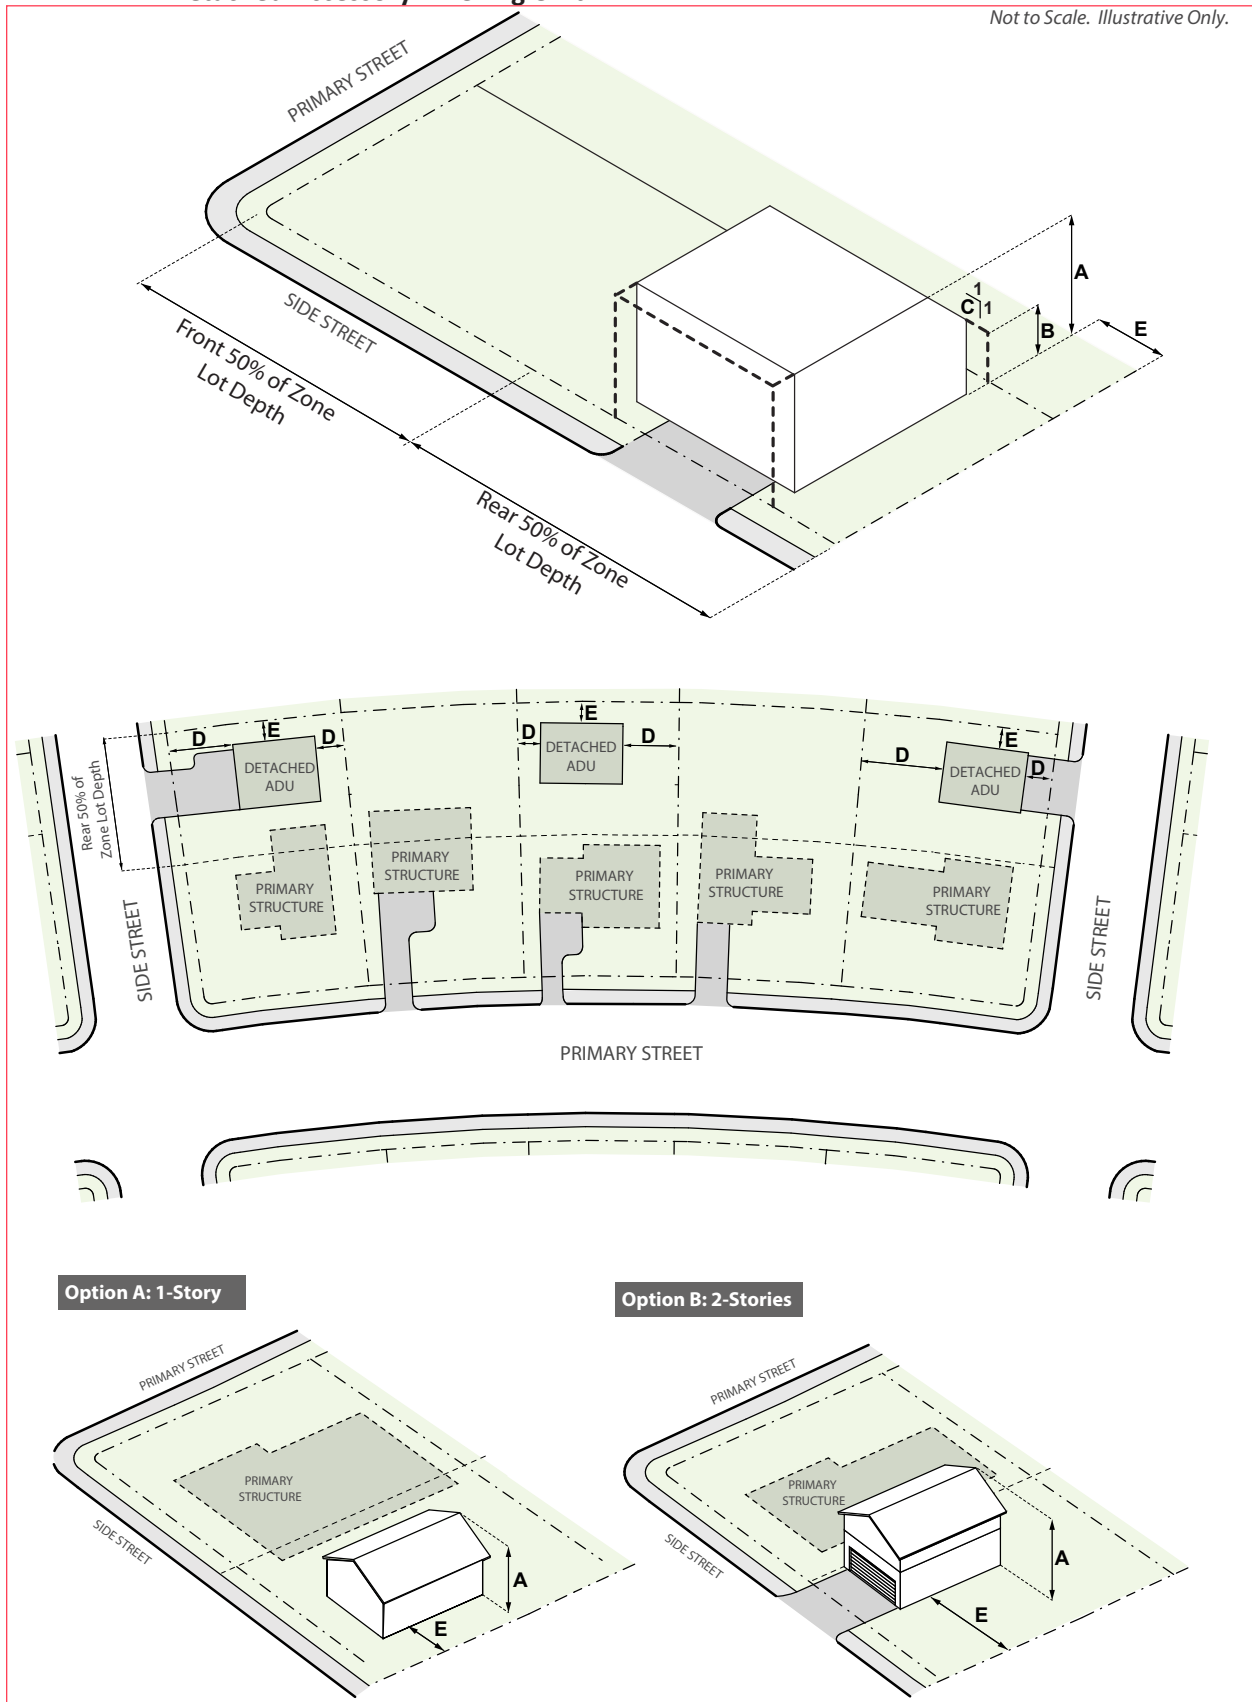 Not to Scale. Illustrative Only.
PRIMARY STREET
A
1
C 1
B
E
SIDE STREET
Front 50% of Zone
Lot Depth
Rear 50% of Zone
Lot Depth
E
D
D
DETACHED
ADU
E
D
D
DETACHED
ADU
E
D
D
DETACHED
ADU
Rear 50% of
Zone Lot Depth
PRIMARY
STRUCTURE
PRIMARY
STRUCTURE
PRIMARY
STRUCTURE
PRIMARY
STRUCTURE
PRIMARY
STRUCTURE
SIDE STREET
SIDE STREET
PRIMARY STREET
Option A: 1-Story
PRIMARY STREET
PRIMARY
STRUCTURE
SIDE STREET
A
E
Option B: 2-Stories
PRIMARY STREET
PRIMARY
STRUCTURE
SIDE STREET
A
E